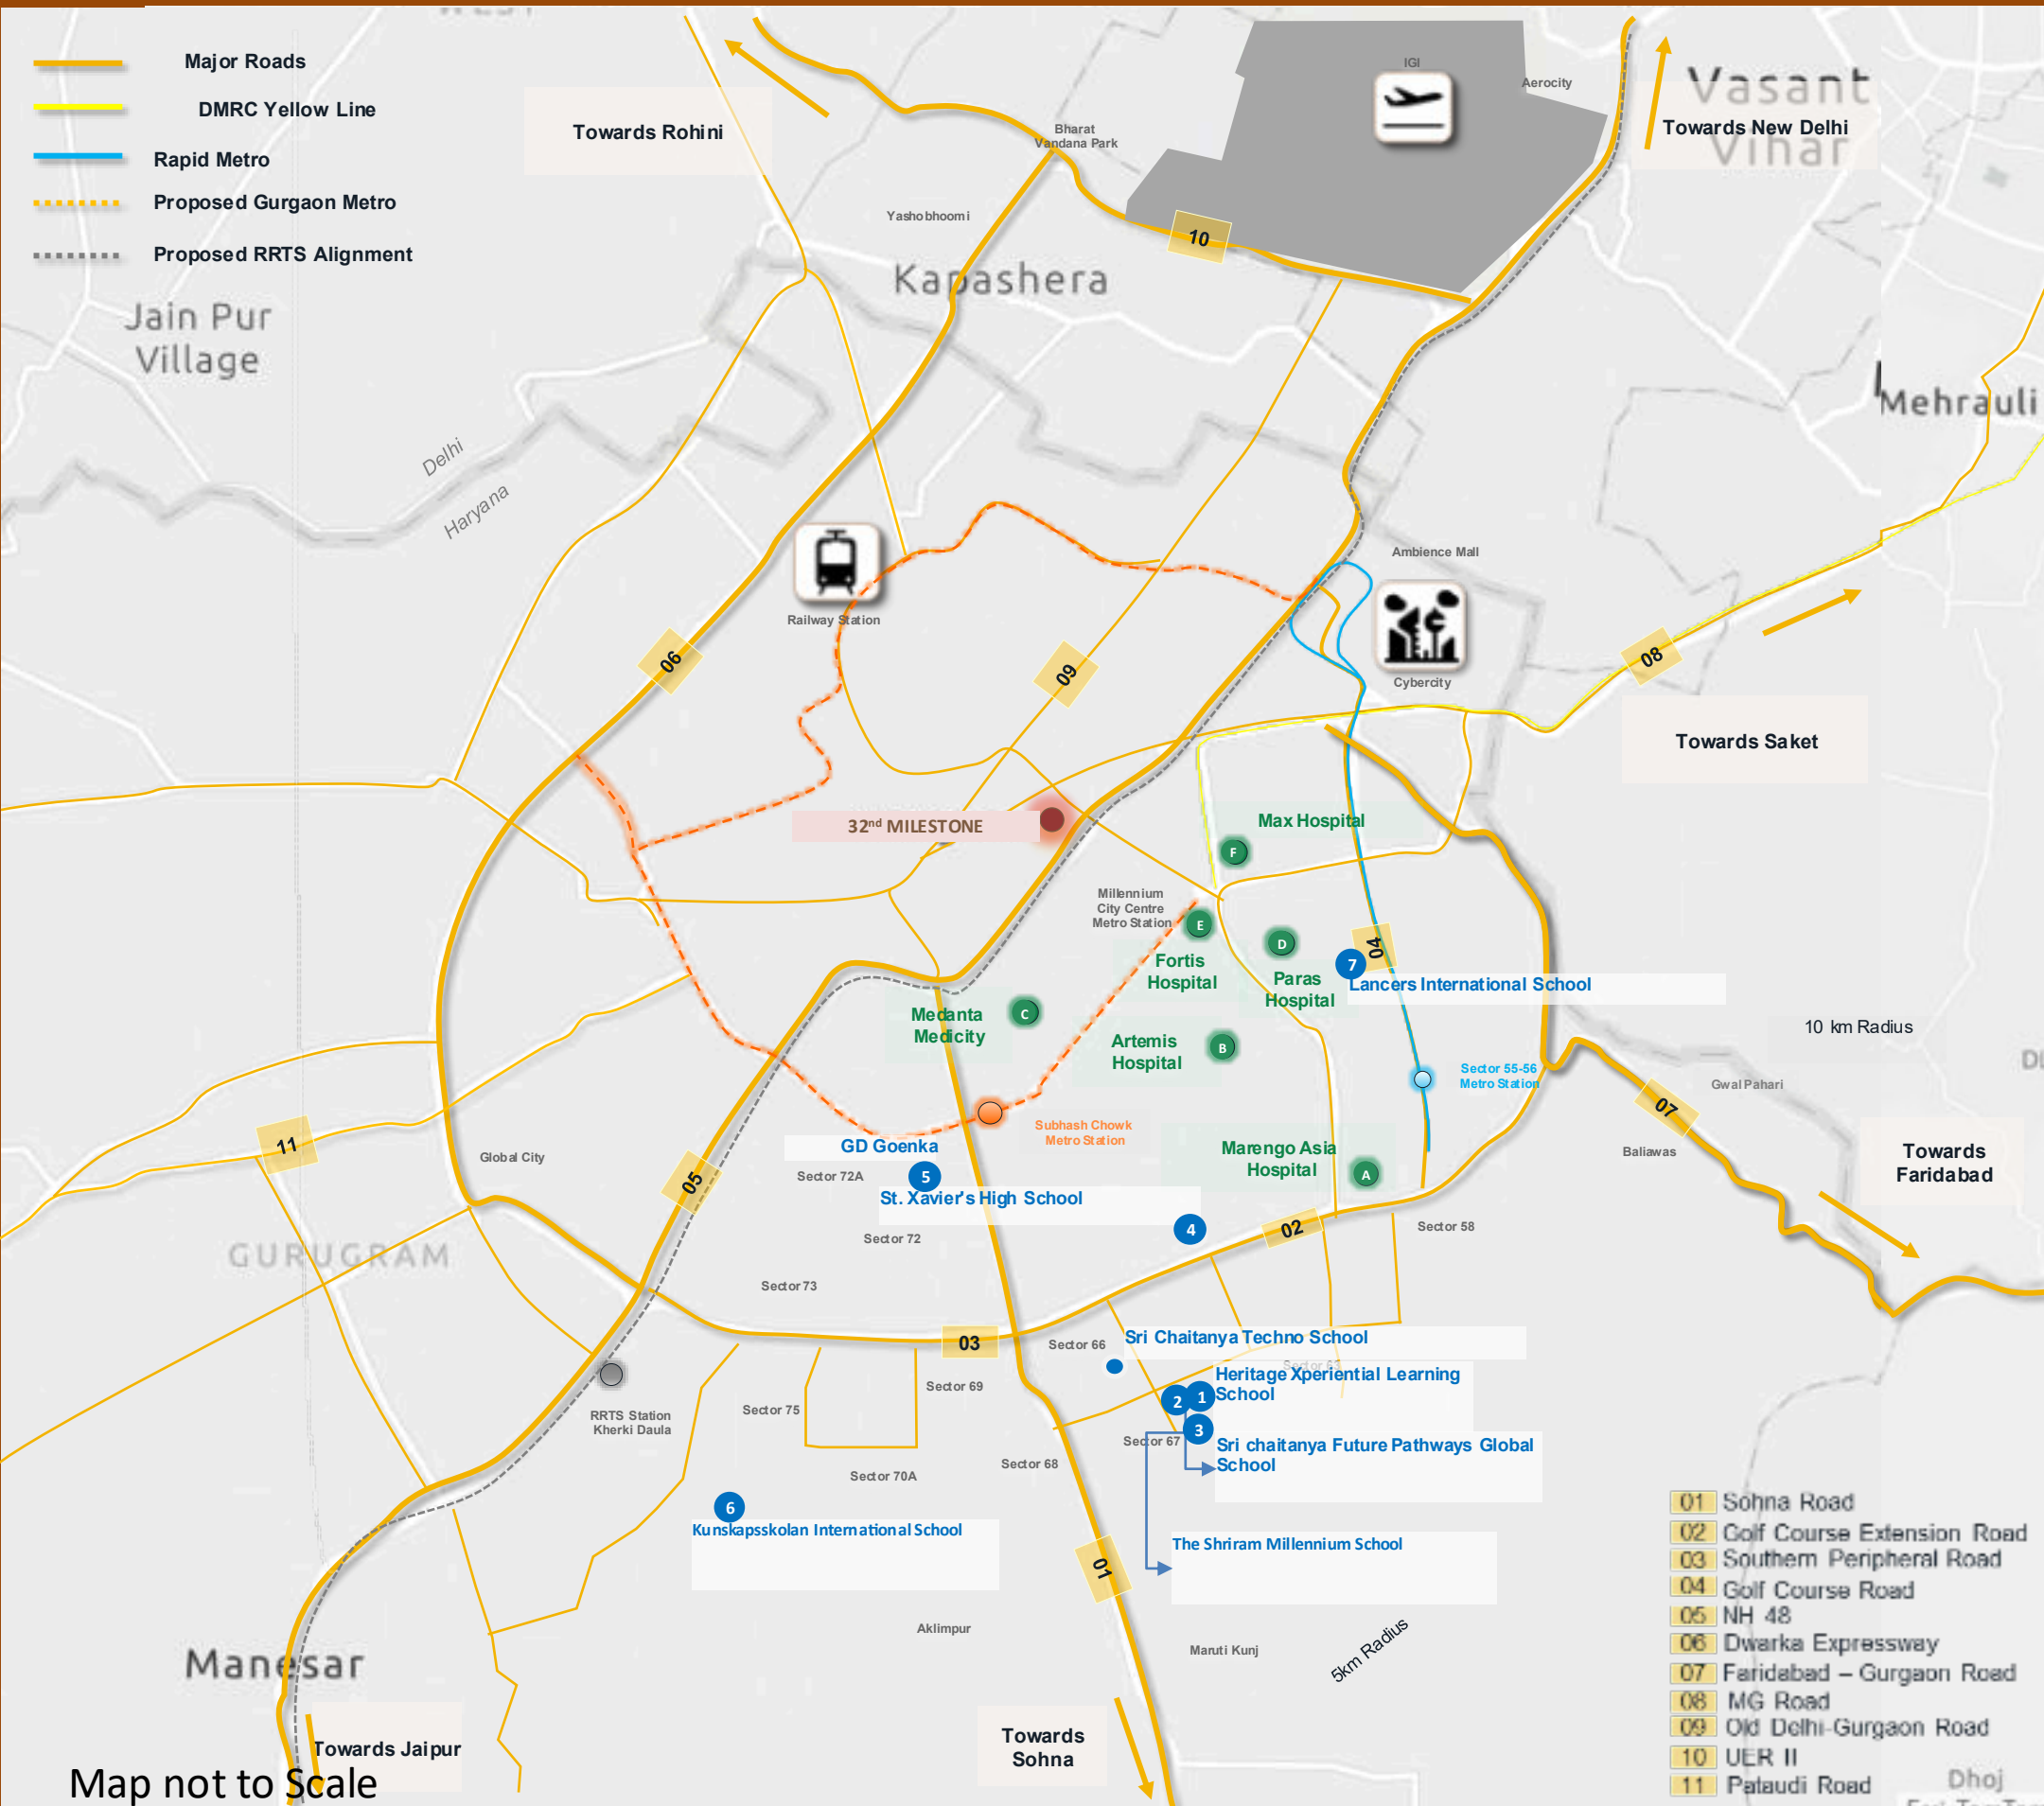 Major Roads
DMRC Yellow Line
Rapid Metro
Proposed Gurgaon Metro
Proposed RRTS Alignment
Towards Rohini
Bharat
Vandana Park
IGI
Aerocity
Vasant
Vihar
Towards New Delhi
Yashobhoomi
10
Kapashera
Jain Pur
Village
Mehrauli
Delhi
Haryana
Ambience Mall
Railway Station
06
09
Cybercity
08
Towards Saket
32nd MILESTONE
Max Hospital
F
Millennium
City Centre
Metro Station
E
D
04
Fortis
Hospital
Paras
Hospital
7
Lancers International School
Medanta
Medicity
C
Artemis
Hospital
B
10 km Radius
Sector 55-56
Metro Station
Gwal Pahari
07
Subhash Chowk
Metro Station
11
Global City
GD Goenka
Sector 72A
5
05
St. Xavier's High School
Marengo Asia
Hospital
A
Baliawas
Towards
Faridabad
GURUGRAM
Sector 72
4
02
Sector 58
Sector 73
03
Sector 66
Sri Chaitanya Techno School
Sector 69
Heritage Xperiential Learning
School
2
1
3
Sector 75
RRTS Station
Kherki Daula
Sector 67
Sri chaitanya Future Pathways Global
School
Sector 70A
Sector 68
6
Kunskapsskolan International School
The Shriram Millennium School
01
Aklimpur
Maruti Kunj
5km Radius
Manesar
Towards Jaipur
Towards
Sohna
Map not to Scale
01 Sohna Road
02 Golf Course Extension Road
03 Southern Peripheral Road
04 Golf Course Road
05 NH 48
06 Dwarka Expressway
07 Faridabad – Gurgaon Road
08 MG Road
09 Old Delhi-Gurgaon Road
10 UER II
11 Pataudi Road
Dhoj